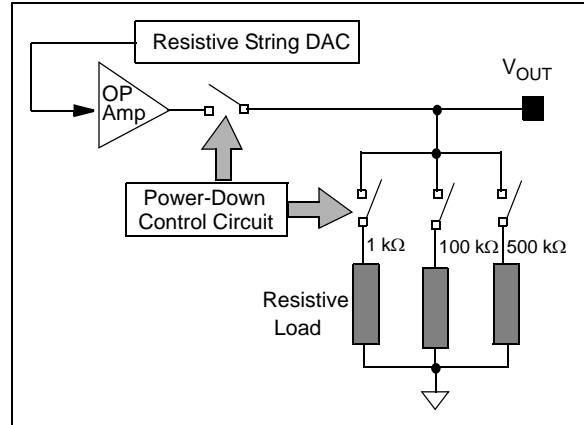 Resistive String DAC
VOUT
OP
Amp
Power-Down
Control Circuit
1 kΩ
100 kΩ
500 kΩ
Resistive
Load